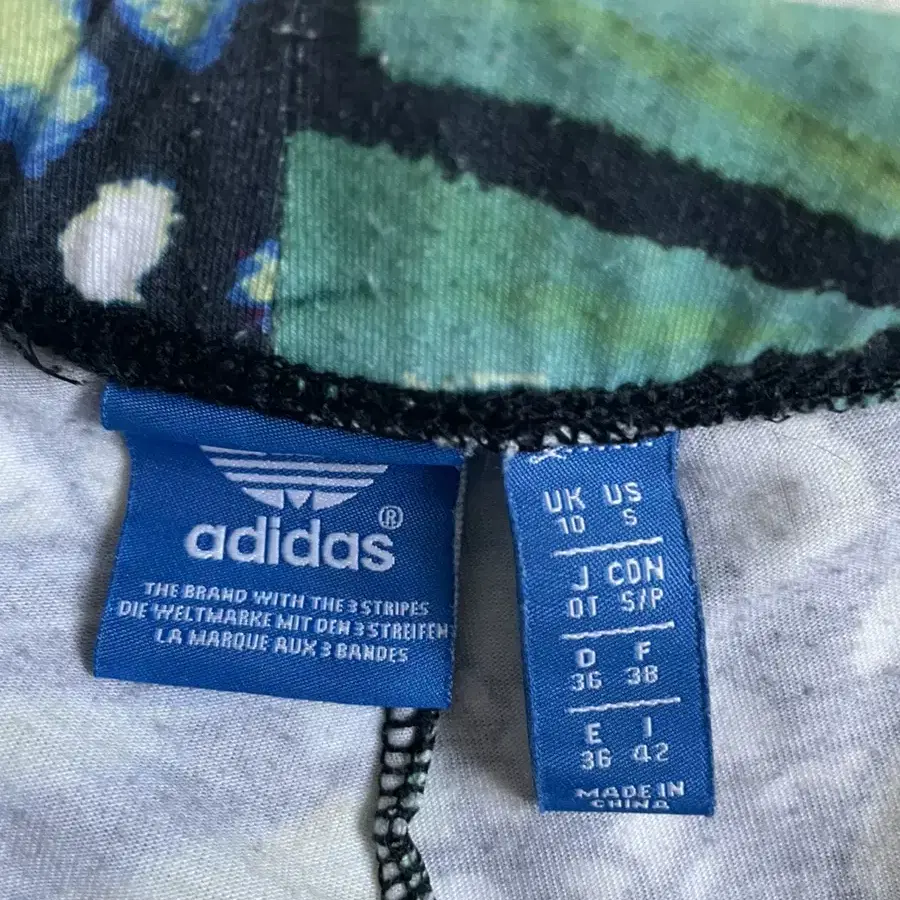 adidas®
THE BRAND WITH THE 3 STRIPES
DIE WELTMARKE MIT DEN 3 STREIFEN
LA MARQUE AUX 3 BANDES
UK US
10 S
J CDN
OT S/P
D F
36 38
E I
36 42
MADE IN
CHINA